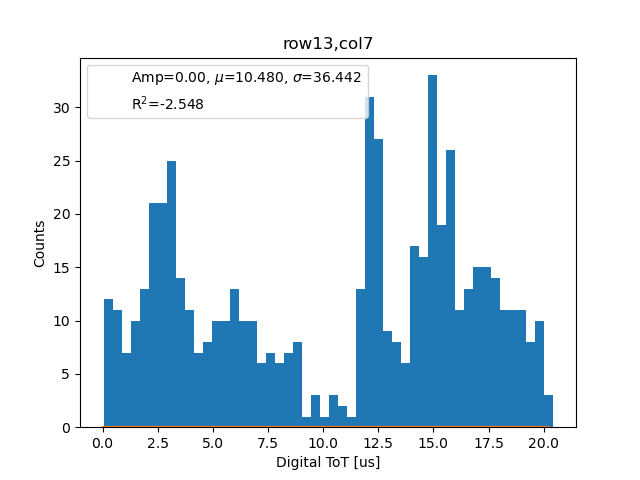 row13,col7
Amp=0.00, μ=10.480, σ=36.442
R²=-2.548
30
25
20
15
10
5
0
Counts
0.0 2.5 5.0 7.5 10.0 12.5 15.0 17.5 20.0
Digital ToT [us]